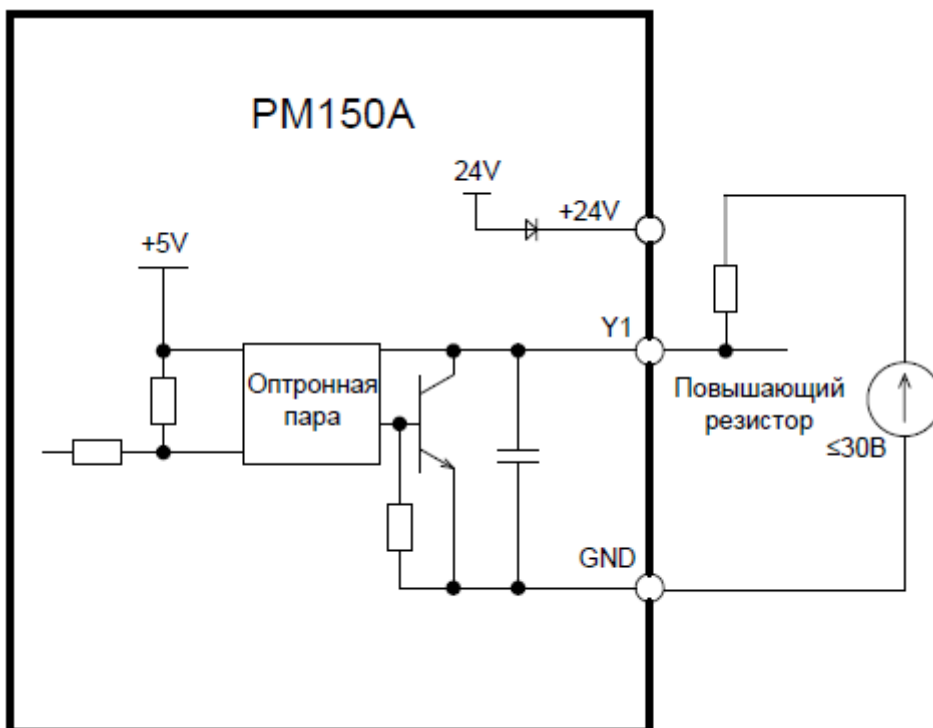 PM150A
24V
+24V
+5V
Y1
Оптронная
пара
Повышающий
резистор
≤30В
GND